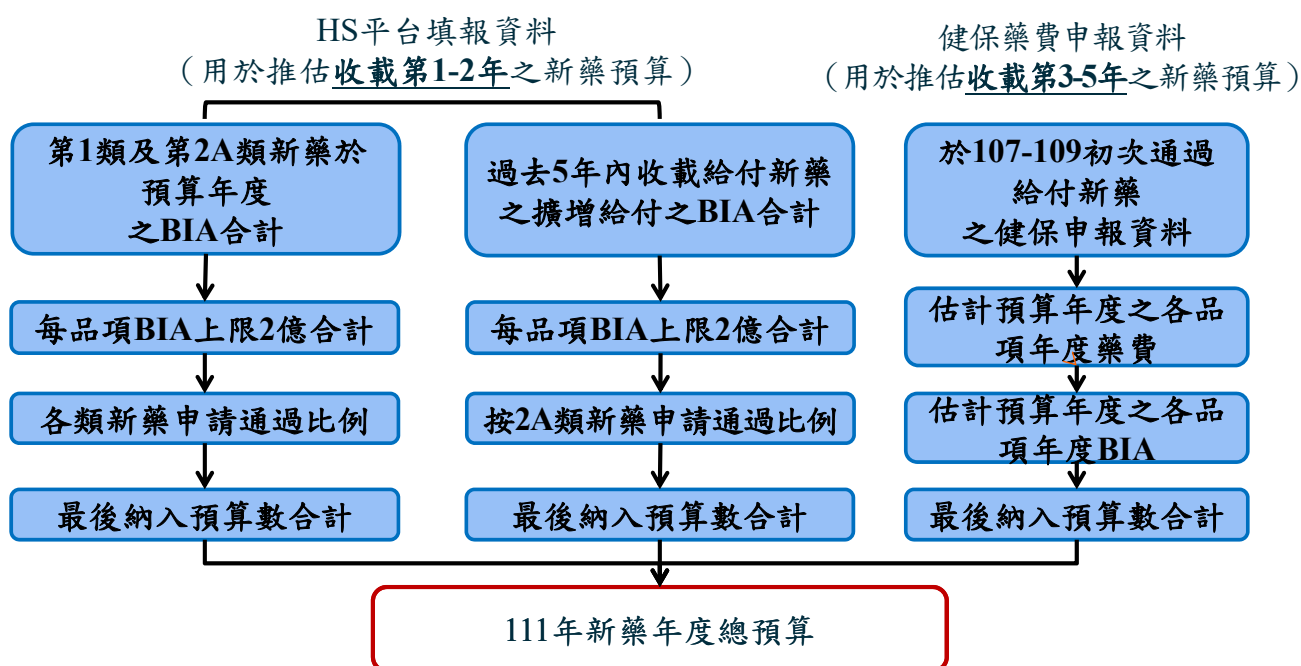 HS平台填報資料
（用於推估收載第1-2年之新藥預算）
健保藥費申報資料
（用於推估收載第3-5年之新藥預算）
第1類及第2A類新藥於
預算年度
之BIA合計
每品項BIA上限2億合計
各類新藥申請通過比例
最後納入預算數合計
過去5年內收載給付新藥
之擴增給付之BIA合計
每品項BIA上限2億合計
按2A類新藥申請通過比例
最後納入預算數合計
於107-109初次通過
給付新藥
之健保申報資料
估計預算年度之各品
項年度藥費
估計預算年度之各品
項年度BIA
最後納入預算數合計
111年新藥年度總預算